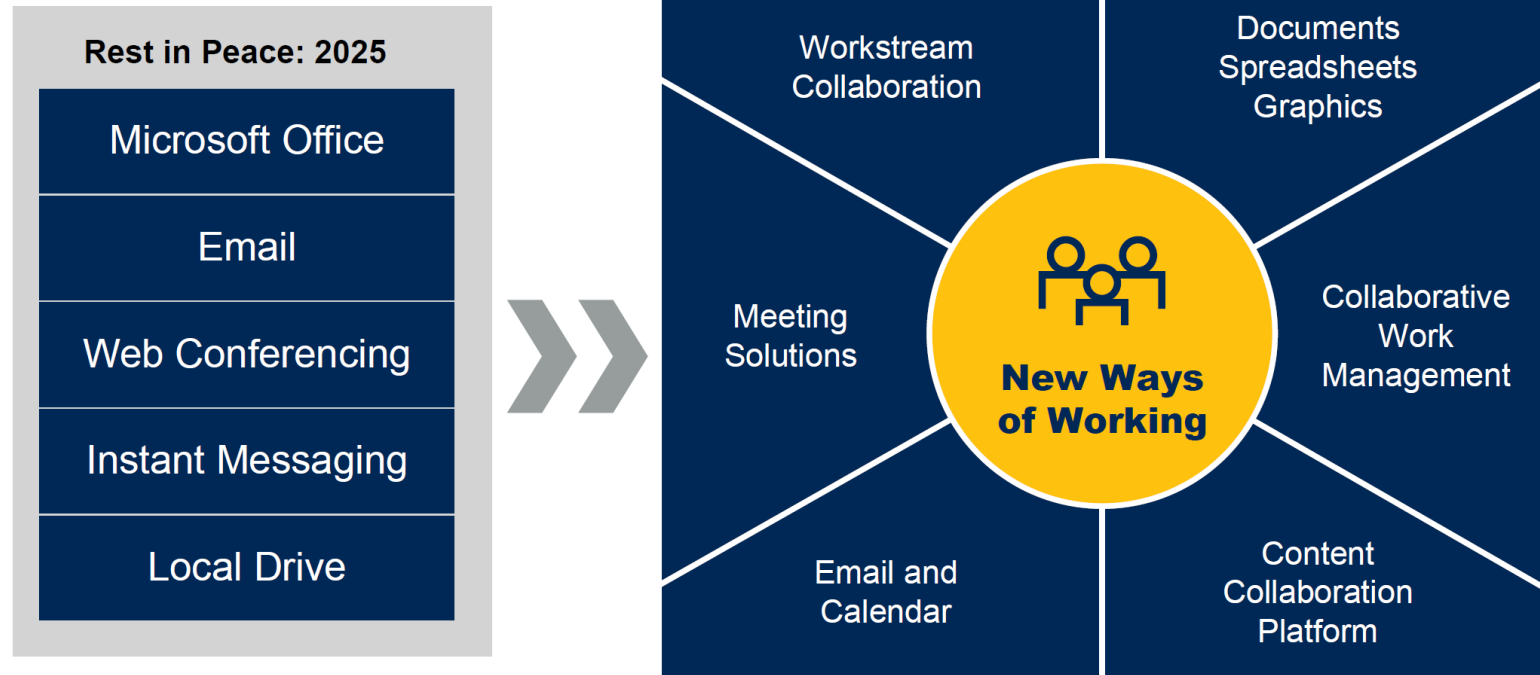 Rest in Peace: 2025
Microsoft Office
Email
Web Conferencing
Instant Messaging
Local Drive
Workstream
Collaboration
Documents
Spreadsheets
Graphics
Meeting
Solutions
New Ways
of Working
Collaborative
Work
Management
Email and
Calendar
Content
Collaboration
Platform